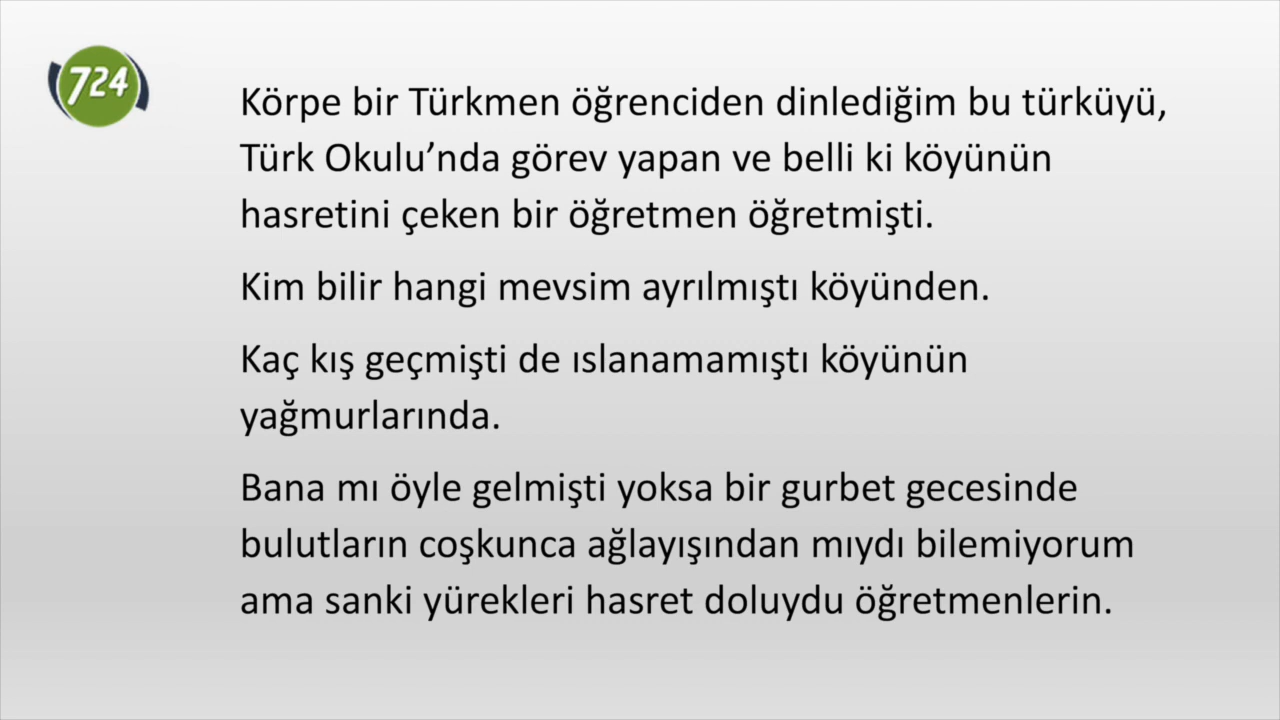 724
Körpe bir Türkmen öğrenciden dinlediğim bu türküyü,
Türk Okulu’nda görev yapan ve belli ki köyünün
hasretini çeken bir öğretmen öğretmişti.
Kim bilir hangi mevsim ayrılmıştı köyünden.
Kaç kış geçmişti de ıslanamamıştı köyünün
yağmurlarında.
Bana mı öyle gelmişti yoksa bir gurbet gecesinde
bulutların coşkunca ağlayışından mıydı bilemiyorum
ama sanki yürekleri hasret doluydu öğretmenlerin.